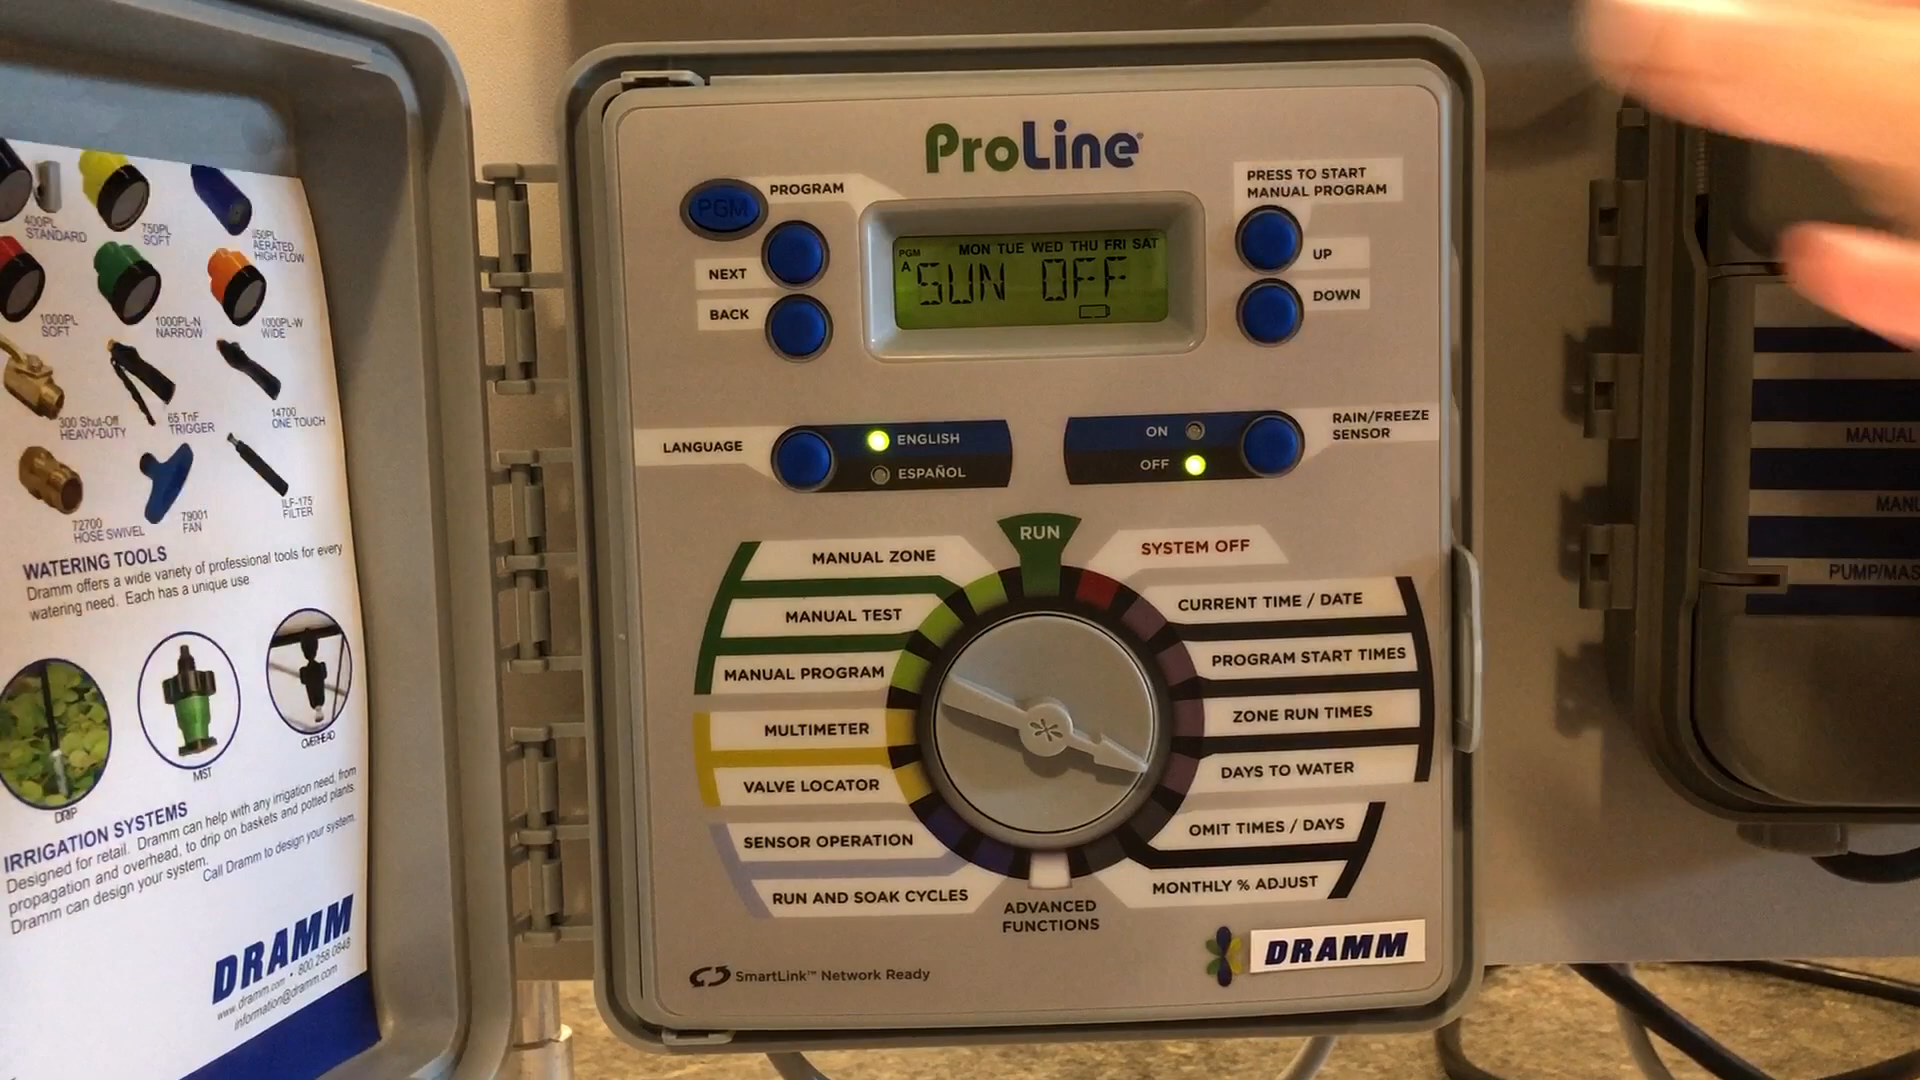 400PL
STANDARD
750PL
SOFT
AERATED
HIGH FLOW
1000PL
SOFT
1000PL-N
NARROW
1000PL-W
WIDE
300 Shut-Off
HEAVY-DUTY
65 TnF
TRIGGER
14700
ONE TOUCH
72700
HOSE SWIVEL
79001
FAN
ILF-175
FILTER
WATERING TOOLS
Dramm offers a wide variety of professional tools for every
watering need. Each has a unique use.
DRIP
MIST
OVERHEAD
IRRIGATION SYSTEMS
Designed for retail. Dramm can help with any irrigation need, from
propagation and overhead, to drip on baskets and potted plants.
Dramm can design your system.
Call Dramm to design your system.
DRAMM
www.dramm.com • 800.258.0848
information@dramm.com
ProLine
PGM
PROGRAM
NEXT
BACK
PGM
A
MON TUE WED THU FRI SAT
SUN OFF
PRESS TO START
MANUAL PROGRAM
UP
DOWN
LANGUAGE
ENGLISH
ESPAÑOL
ON
OFF
RAIN/FREEZE
SENSOR
RUN
SYSTEM OFF
MANUAL ZONE
MANUAL TEST
MANUAL PROGRAM
MULTIMETER
VALVE LOCATOR
SENSOR OPERATION
RUN AND SOAK CYCLES
ADVANCED
FUNCTIONS
CURRENT TIME / DATE
PROGRAM START TIMES
ZONE RUN TIMES
DAYS TO WATER
OMIT TIMES / DAYS
MONTHLY % ADJUST
SmartLink™ Network Ready
DRAMM
MANUAL
MANU
PUMP/MAS